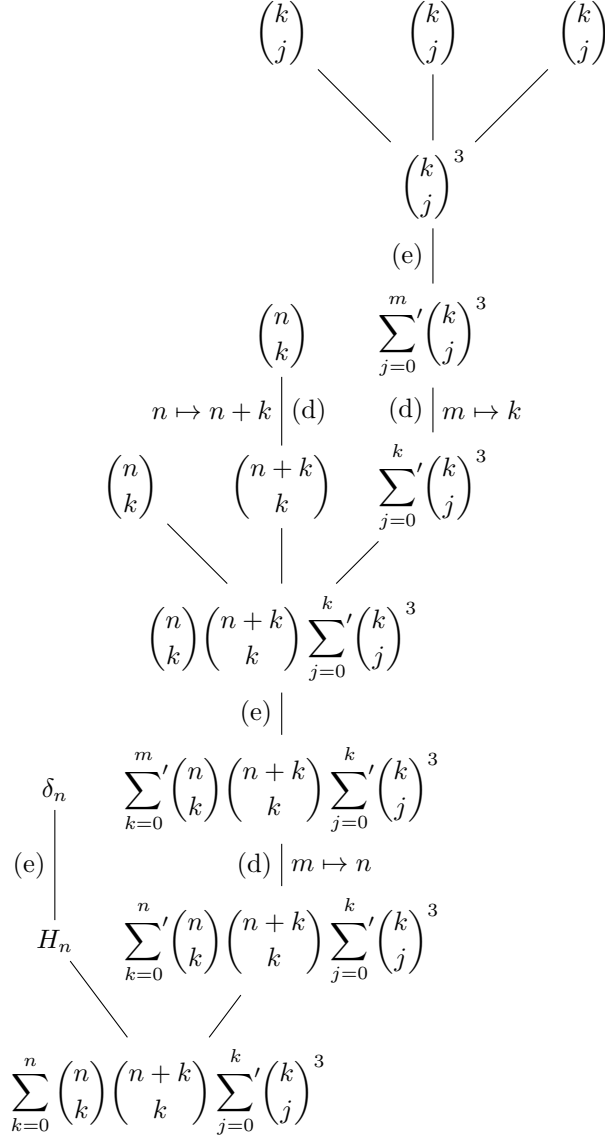 $\binom{k}{j}$ $\binom{k}{j}$ $\binom{k}{j}$
$\binom{k}{j}^3$
(e)
$\binom{n}{k}$ $\sum_{j=0}^{m}{}' \binom{k}{j}^3$
$n \mapsto n+k$ (d) (d) $m \mapsto k$
$\binom{n}{k}$ $\binom{n+k}{k}$ $\sum_{j=0}^{k}{}' \binom{k}{j}^3$
$\binom{n}{k}\binom{n+k}{k}\sum_{j=0}^{k}{}' \binom{k}{j}^3$
(e)
$\delta_n$ $\sum_{k=0}^{m}{}' \binom{n}{k}\binom{n+k}{k}\sum_{j=0}^{k}{}' \binom{k}{j}^3$
(e) (d) $m \mapsto n$
$H_n$ $\sum_{k=0}^{n}{}' \binom{n}{k}\binom{n+k}{k}\sum_{j=0}^{k}{}' \binom{k}{j}^3$
$\sum_{k=0}^{n} \binom{n}{k}\binom{n+k}{k}\sum_{j=0}^{k}{}' \binom{k}{j}^3$